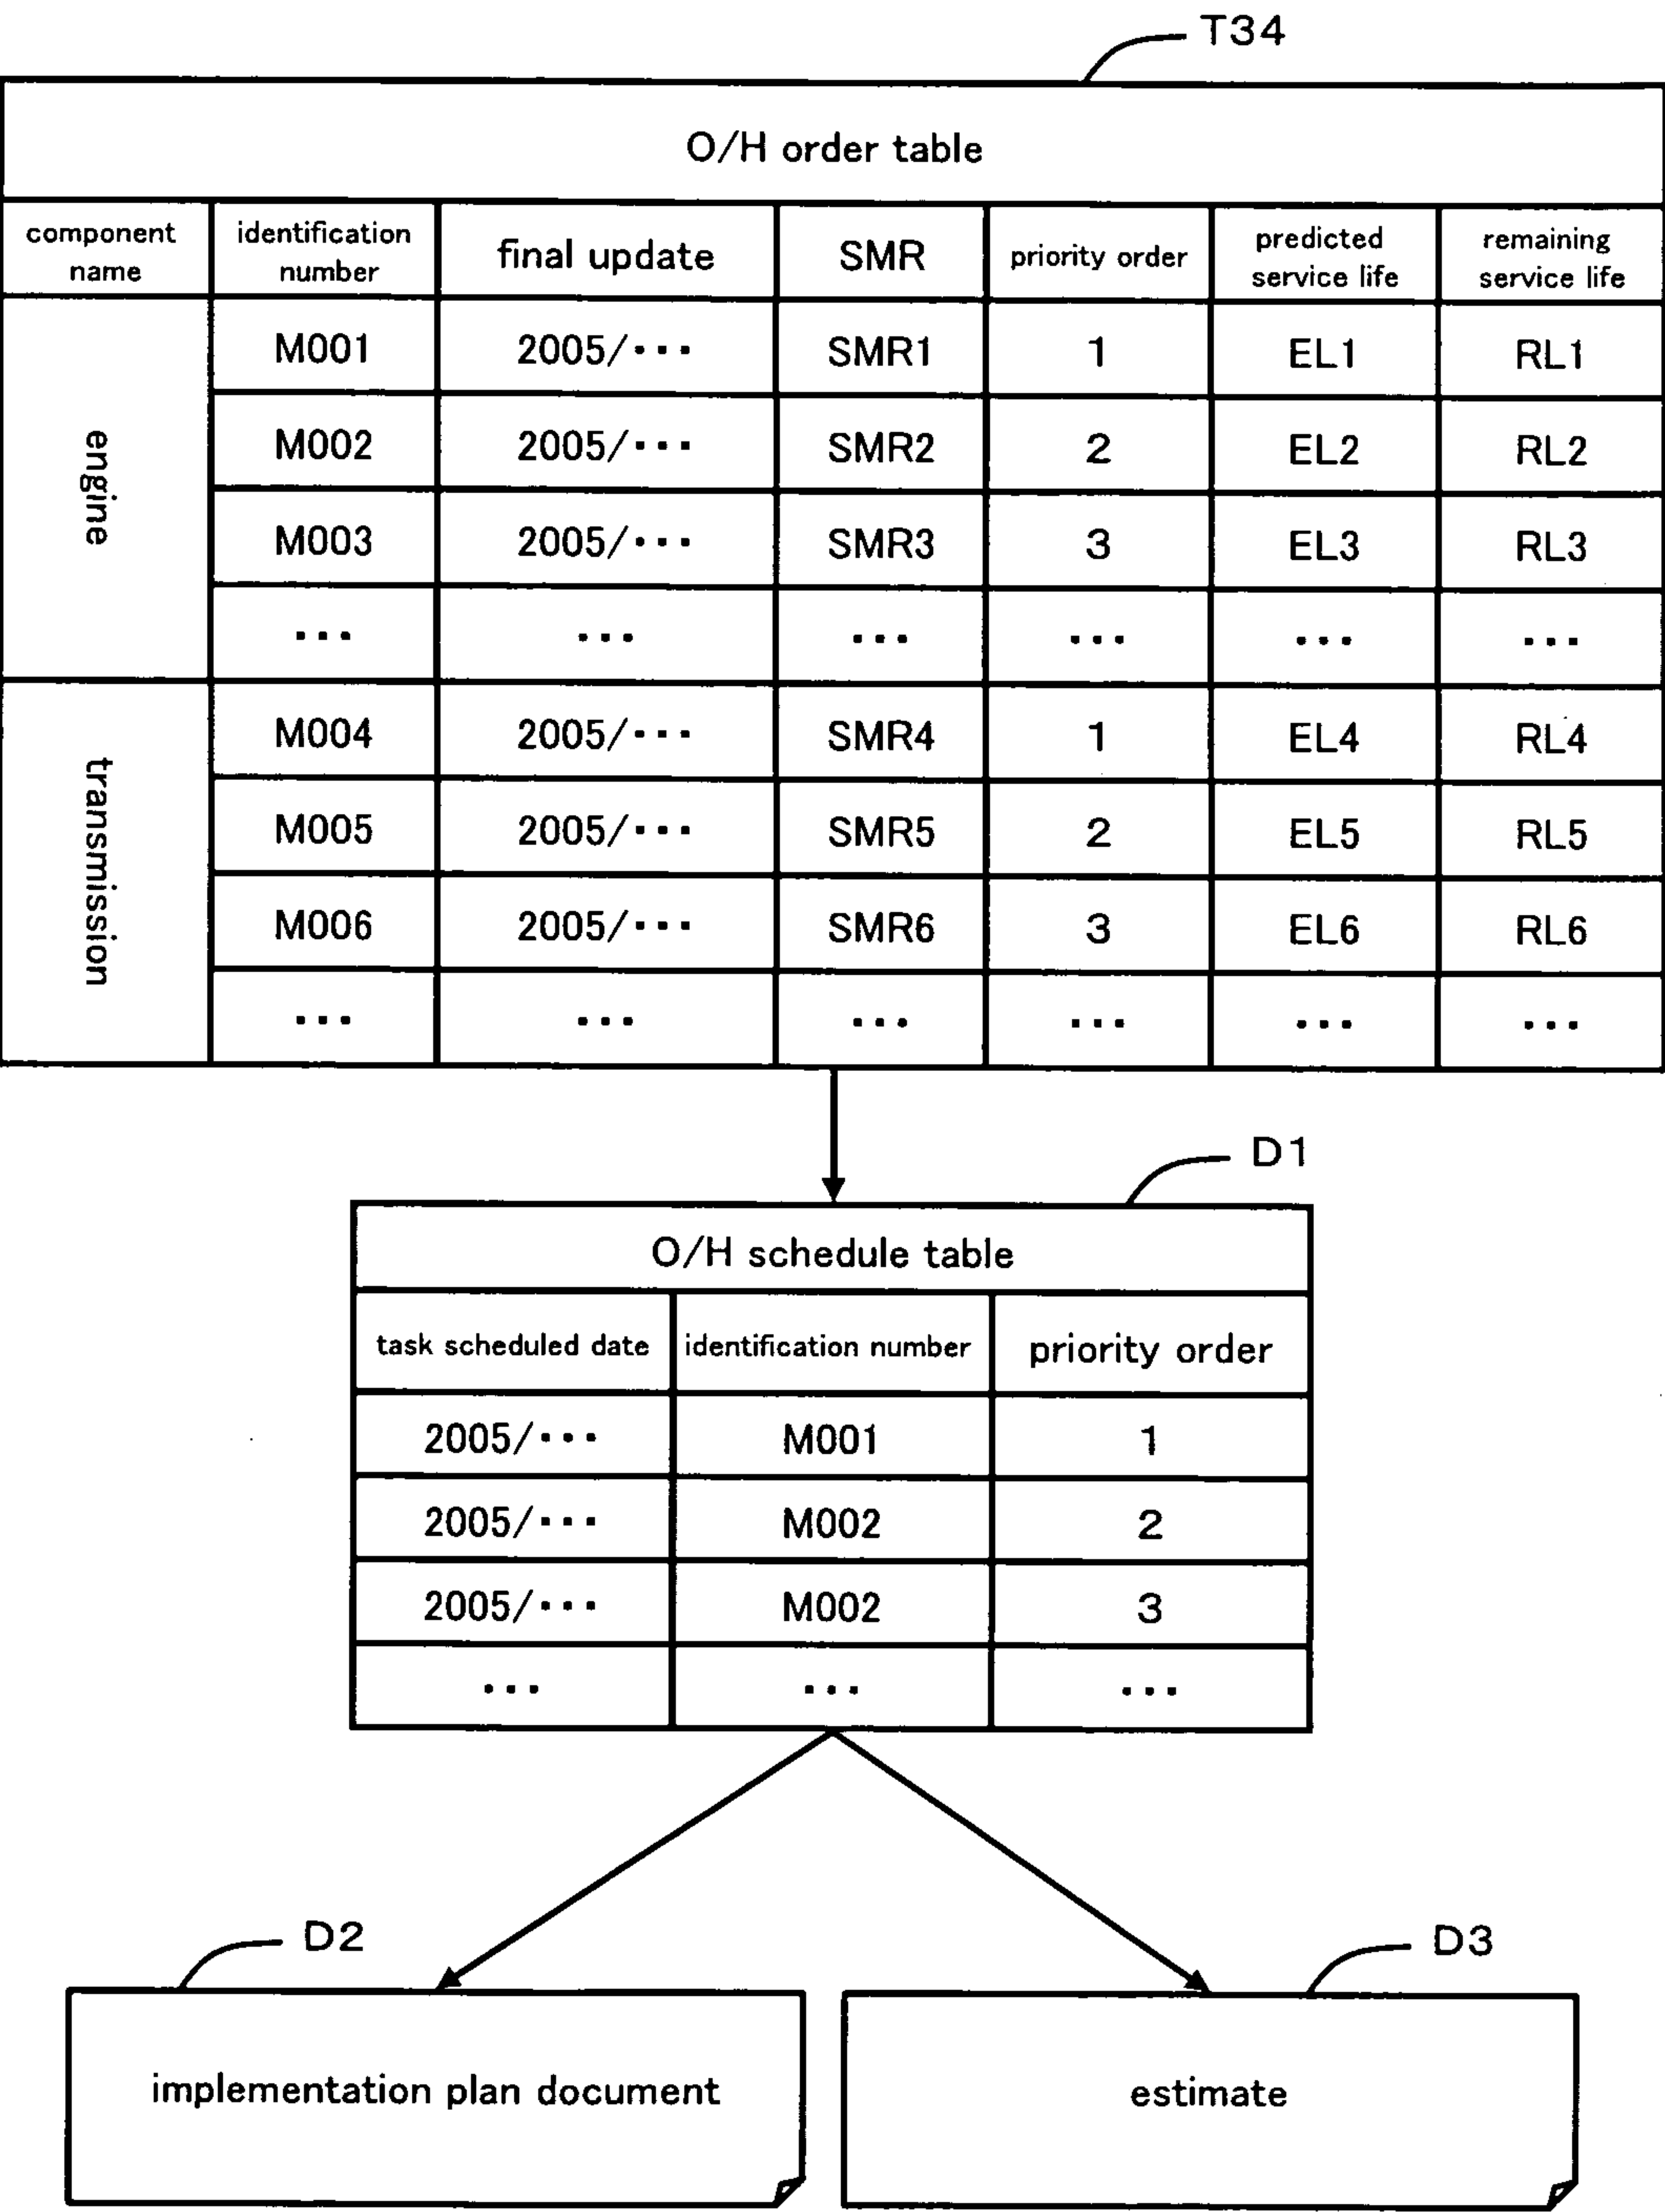 T34
O/H order table
component name
identification number
final update
SMR
priority order
predicted service life
remaining service life
engine
M001 2005/··· SMR1 1 EL1 RL1
M002 2005/··· SMR2 2 EL2 RL2
M003 2005/··· SMR3 3 EL3 RL3
··· ··· ··· ··· ··· ···
transmission
M004 2005/··· SMR4 1 EL4 RL4
M005 2005/··· SMR5 2 EL5 RL5
M006 2005/··· SMR6 3 EL6 RL6
··· ··· ··· ··· ··· ···
D1
O/H schedule table
task scheduled date identification number priority order
2005/··· M001 1
2005/··· M002 2
2005/··· M002 3
··· ··· ···
D2
D3
implementation plan document
estimate